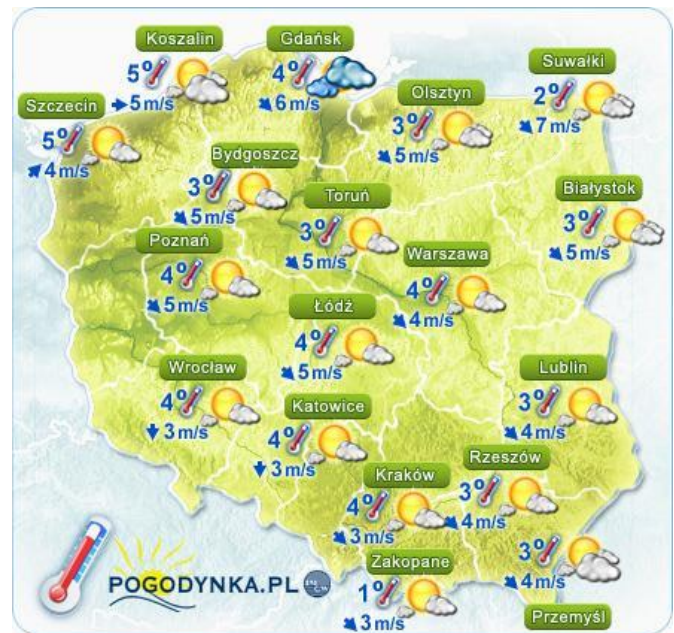 Koszalin
5°
5 m/s
Gdańsk
4°
6 m/s
Suwałki
2°
7 m/s
Szczecin
5°
4 m/s
Olsztyn
3°
5 m/s
Bydgoszcz
3°
5 m/s
Toruń
3°
5 m/s
Białystok
3°
5 m/s
Poznań
4°
5 m/s
Warszawa
4°
4 m/s
Łódź
4°
5 m/s
Wrocław
4°
3 m/s
Katowice
4°
3 m/s
Lublin
3°
4 m/s
Kraków
4°
3 m/s
Rzeszów
3°
4 m/s
Zakopane
1°
3 m/s
3°
4 m/s
Przemyśl
POGODYNKA.PL